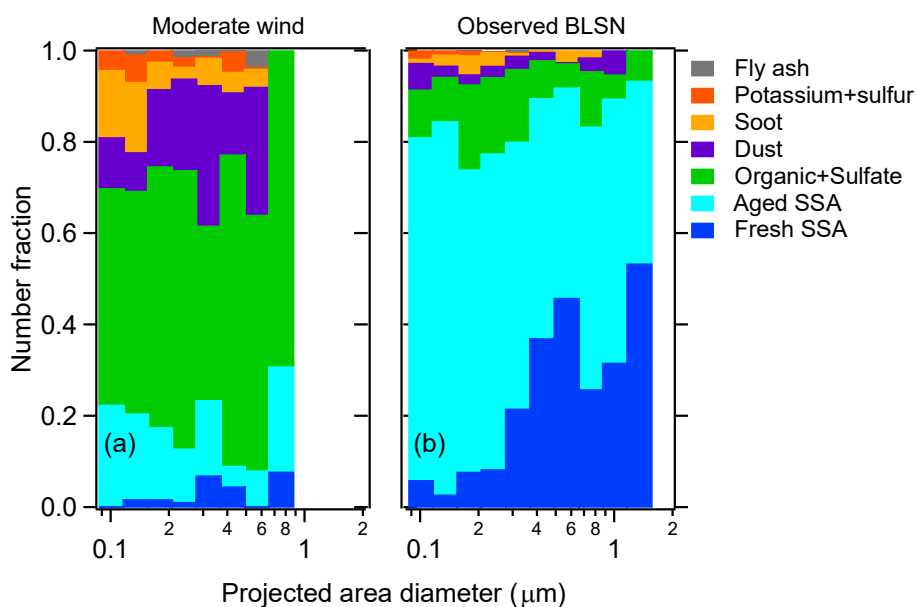 Moderate wind
Observed BLSN
1.0
0.8
0.6
0.4
0.2
0.0
Number fraction
(a)
(b)
Fly ash
Potassium+sulfur
Soot
Dust
Organic+Sulfate
Aged SSA
Fresh SSA
2 4 6 8 2
0.1 1
2 4 6 8 2
0.1 1
Projected area diameter (μm)